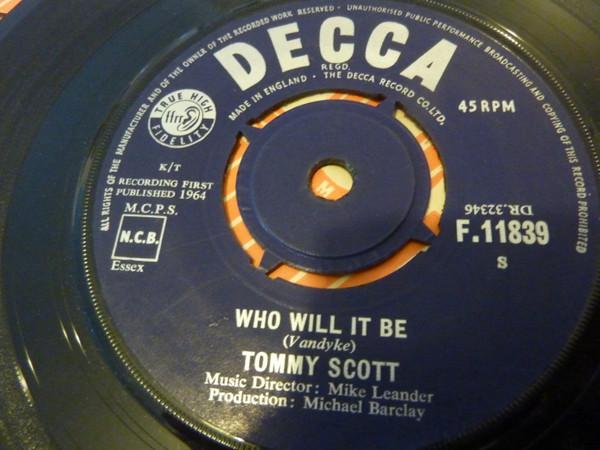 ALL RIGHTS OF THE MANUFACTURER AND OF THE OWNER OF THE RECORDED WORK RESERVED · UNAUTHORISED PUBLIC PERFORMANCE BROADCASTING AND COPYING OF THIS RECORD PROHIBITED
DECCA
REGD.
MADE IN ENGLAND · THE DECCA RECORD CO. LTD.
TRUE HIGH
ffrr
FIDELITY
45 RPM
K/T
RECORDING FIRST
PUBLISHED 1964
M.C.P.S.
N.C.B.
Essex
DR.32346
F.11839
S
WHO WILL IT BE
(Vandyke)
TOMMY SCOTT
Music Director: Mike Leander
Production: Michael Barclay